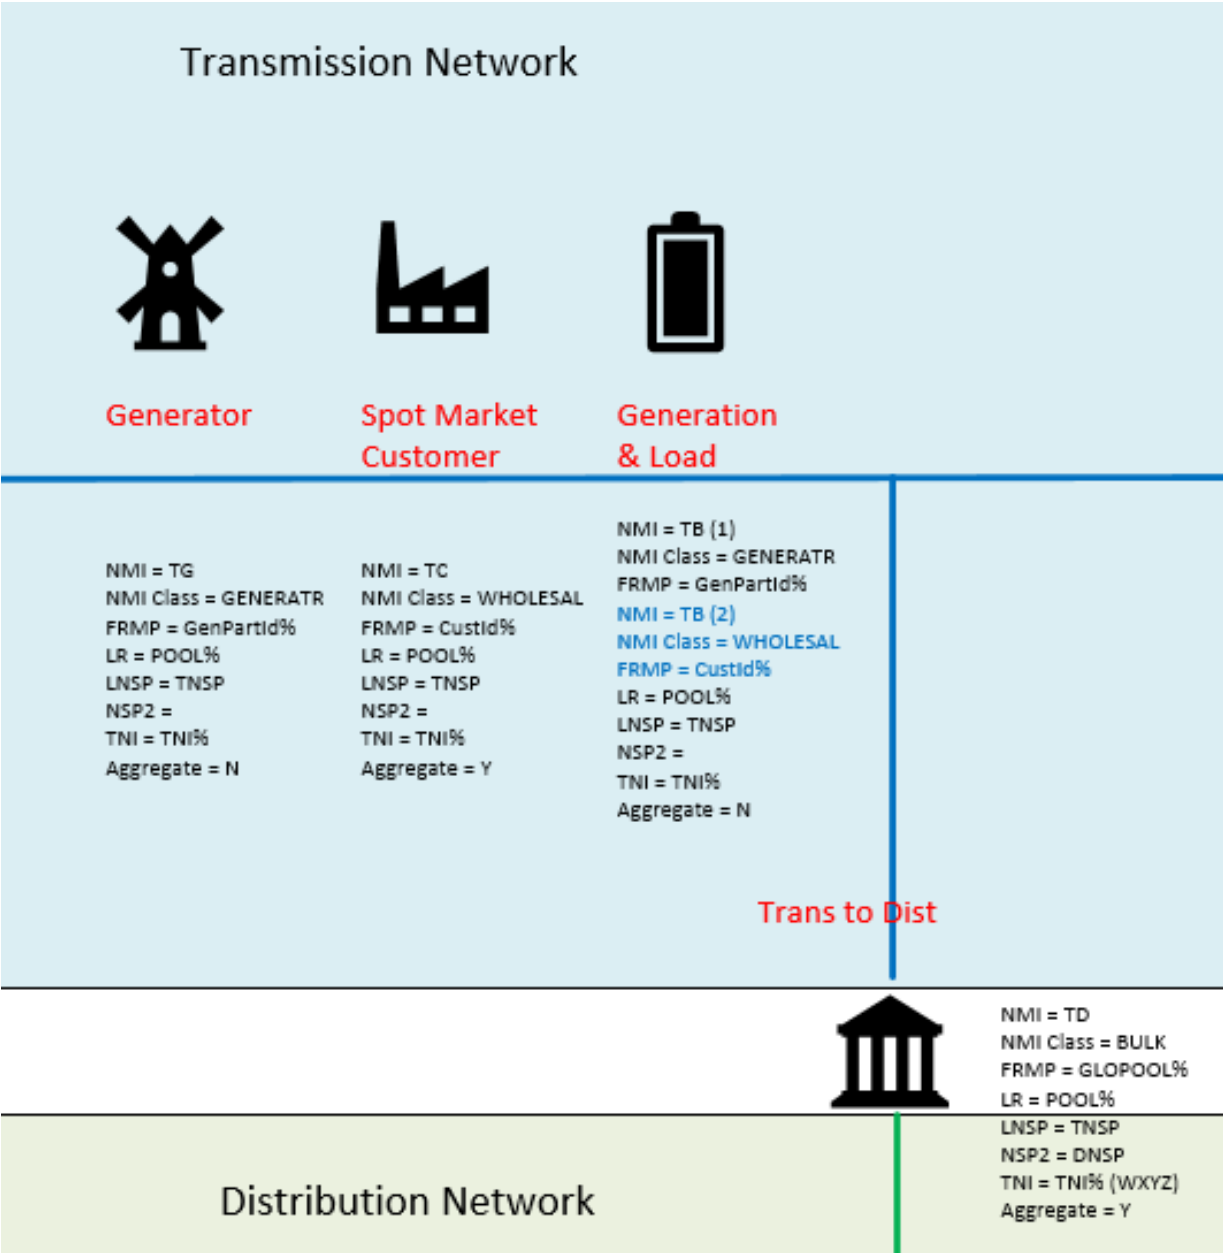 Transmission Network
Generator
Spot Market
Customer
Generation
& Load
NMI = TG
NMI Class = GENERATR
FRMP = GenPartId%
LR = POOL%
LNSP = TNSP
NSP2 =
TNI = TNI%
Aggregate = N
NMI = TC
NMI Class = WHOLESAL
FRMP = CustId%
LR = POOL%
LNSP = TNSP
NSP2 =
TNI = TNI%
Aggregate = Y
NMI = TB (1)
NMI Class = GENERATR
FRMP = GenPartId%
NMI = TB (2)
NMI Class = WHOLESAL
FRMP = CustId%
LR = POOL%
LNSP = TNSP
NSP2 =
TNI = TNI%
Aggregate = N
Trans to Dist
NMI = TD
NMI Class = BULK
FRMP = GLOPOOL%
LR = POOL%
LNSP = TNSP
NSP2 = DNSP
TNI = TNI% (WXYZ)
Aggregate = Y
Distribution Network